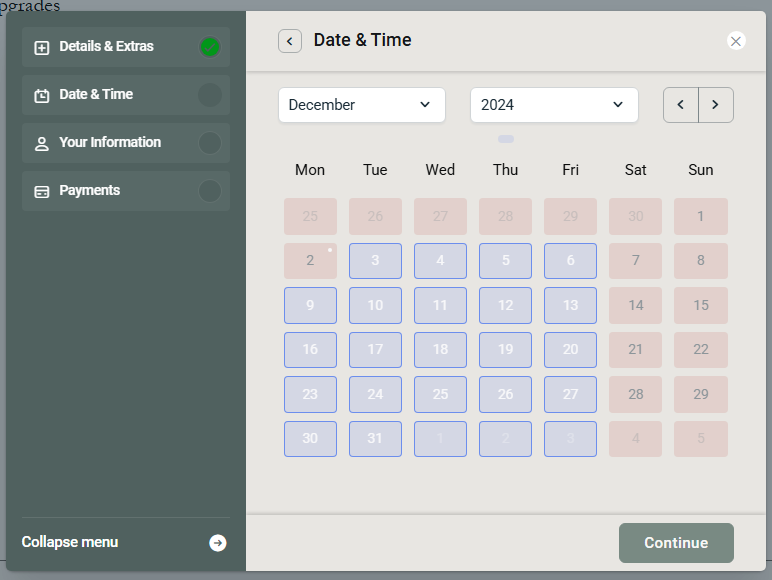 pgrades
Details & Extras
Date & Time
Your Information
Payments
Collapse menu
Date & Time
December
2024
Mon Tue Wed Thu Fri Sat Sun
25 26 27 28 29 30 1
2 3 4 5 6 7 8
9 10 11 12 13 14 15
16 17 18 19 20 21 22
23 24 25 26 27 28 29
30 31 1 2 3 4 5
Continue